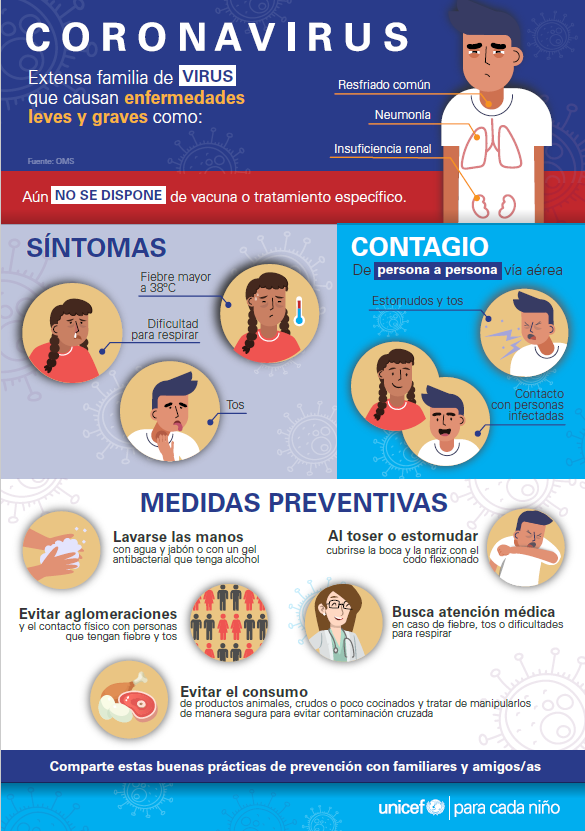 CORONAVIRUS
Extensa familia de VIRUS
que causan enfermedades
leves y graves como:
Fuente: OMS
Resfriado común
Neumonía
Insuficiencia renal
Aún NO SE DISPONE de vacuna o tratamiento específico.
SÍNTOMAS
Fiebre mayor
a 38ºC
Dificultad
para respirar
Tos
CONTAGIO
De persona a persona vía aérea
Estornudos y tos
Contacto
con personas
infectadas
MEDIDAS PREVENTIVAS
Lavarse las manos
con agua y jabón o con un gel
antibacterial que tenga alcohol
Al toser o estornudar
cubrirse la boca y la nariz con el
codo flexionado
Evitar aglomeraciones
y el contacto físico con personas
que tengan fiebre y tos
Busca atención médica
en caso de fiebre, tos o dificultades
para respirar
Evitar el consumo
de productos animales, crudos o poco cocinados y tratar de manipularlos
de manera segura para evitar contaminación cruzada
Comparte estas buenas prácticas de prevención con familiares y amigos/as
unicef para cada niño